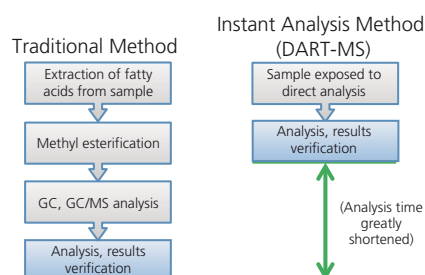 Traditional Method
Extraction of fatty
acids from sample
Methyl esterification
GC, GC/MS analysis
Analysis, results
verification
Instant Analysis Method
(DART-MS)
Sample exposed to
direct analysis
Analysis, results
verification
(Analysis time
greatly
shortened)